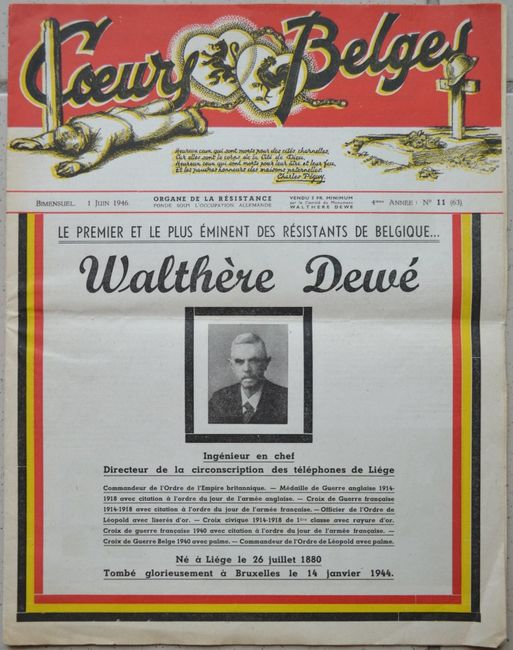 Cœurs Belges
Heureux ceux qui sont morts pour des cités charnelles,
Car elles sont le corps de la Cité de Dieu.
Heureux ceux qui sont morts pour leur âtre et leur feu,
Et les pauvres honneurs des maisons paternelles.
Charles Péguy.
BIMENSUEL. 1 JUIN 1946.
ORGANE DE LA RÉSISTANCE
FONDÉ SOUS L'OCCUPATION ALLEMANDE
VENDU 5 FR. MINIMUM
par le Comité du Monument
WALTHÈRE DEWÉ
4me ANNÉE : N° 11 (63)
LE PREMIER ET LE PLUS ÉMINENT DES RÉSISTANTS DE BELGIQUE...
Walthère Dewé
Ingénieur en chef
Directeur de la circonscription des téléphones de Liége
Commandeur de l'Ordre de l'Empire britannique. — Médaille de Guerre anglaise 1914-
1918 avec citation à l'ordre du jour de l'armée anglaise. — Croix de Guerre française
1914-1918 avec citation à l'ordre du jour de l'armée française. — Officier de l'Ordre de
Léopold avec liserés d'or. — Croix civique 1914-1918 de 1ère classe avec rayure d'or.
Croix de guerre française 1940 avec citation à l'ordre du jour de l'armée française. —
Croix de Guerre Belge 1940 avec palme. — Commandeur de l'Ordre de Léopold avec palme.
Né à Liége le 26 juillet 1880
Tombé glorieusement à Bruxelles le 14 janvier 1944.